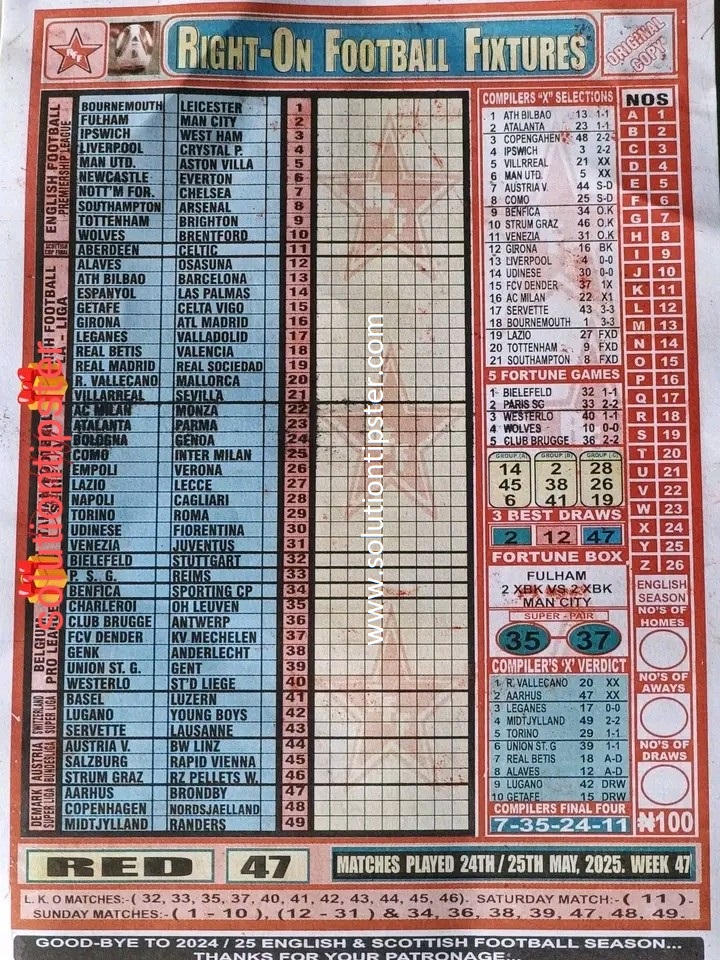 RFF
RIGHT-ON FOOTBALL FIXTURES
ORIGINAL COPY
ENGLISH FOOTBALL
PREMIERSHIP LEAGUE
BOURNEMOUTH LEICESTER 1
FULHAM MAN CITY 2
IPSWICH WEST HAM 3
LIVERPOOL CRYSTAL P. 4
MAN UTD. ASTON VILLA 5
NEWCASTLE EVERTON 6
NOTT'M FOR. CHELSEA 7
SOUTHAMPTON ARSENAL 8
TOTTENHAM BRIGHTON 9
WOLVES BRENTFORD 10
SCOTTISH CUP FINAL
ABERDEEN CELTIC 11
FOOTBALL
LIGA
ALAVES OSASUNA 12
ATH BILBAO BARCELONA 13
ESPANYOL LAS PALMAS 14
GETAFE CELTA VIGO 15
GIRONA ATL MADRID 16
LEGANES VALLADOLID 17
REAL BETIS VALENCIA 18
REAL MADRID REAL SOCIEDAD 19
R. VALLECANO MALLORCA 20
VILLARREAL SEVILLA 21
AC MILAN MONZA 22
ATALANTA PARMA 23
BOLOGNA GENOA 24
COMO INTER MILAN 25
EMPOLI VERONA 26
LAZIO LECCE 27
NAPOLI CAGLIARI 28
TORINO ROMA 29
UDINESE FIORENTINA 30
VENEZIA JUVENTUS 31
BIELEFELD STUTTGART 32
P. S. G. REIMS 33
BENFICA SPORTING CP 34
BELGIUM PRO LEAGUE
CHARLEROI OH LEUVEN 35
CLUB BRUGGE ANTWERP 36
FCV DENDER KV MECHELEN 37
GENK ANDERLECHT 38
UNION ST. G. GENT 39
WESTERLO ST'D LIEGE 40
SWITZERLAND SUPER LIGA
BASEL LUZERN 41
LUGANO YOUNG BOYS 42
SERVETTE LAUSANNE 43
AUSTRIA BUNDESLIGA
AUSTRIA V. BW LINZ 44
SALZBURG RAPID VIENNA 45
STRUM GRAZ RZ PELLETS W. 46
DEMARK SUPER LIGA
AARHUS BRONDBY 47
COPENHAGEN NORDSJAELLAND 48
MIDTJYLLAND RANDERS 49
www.solutiontipster.com
solutiontipster
COMPILERS "X" SELECTIONS
1 ATH BILBAO 13 1-1
2 ATALANTA 23 1-1
3 COPENGAHEN 48 2-2
4 IPSWICH 3 2-2
5 VILLRREAL 21 XX
6 MAN UTD. 5 XX
7 AUSTRIA V. 44 S-D
8 COMO 25 S-D
9 BENFICA 34 O.K
10 STRUM GRAZ 46 O.K
11 VENEZIA 31 O.K
12 GIRONA 16 BK
13 LIVERPOOL 4 0-0
14 UDINESE 30 0-0
15 FCV DENDER 37 1X
16 AC MILAN 22 X1
17 SERVETTE 43 3-3
18 BOURNEMOUTH 1 3-3
19 LAZIO 27 FXD
20 TOTTENHAM 9 FXD
21 SOUTHAMPTON 8 FXD
5 FORTUNE GAMES
1 BIELEFELD 32 1-1
2 PARIS SG 33 2-2
3 WESTERLO 40 1-1
4 WOLVES 10 0-0
5 CLUB BRUGGE 36 2-2
GROUP (A) GROUP (B) GROUP (C)
14 2 28
45 38 26
6 41 19
3 BEST DRAWS
2 12 47
FORTUNE BOX
FULHAM
2 XBK VS 2 XBK
MAN CITY
SUPER - PAIR
35 37
COMPILER'S 'X' VERDICT
1 R. VALLECANO 20 XX
2 AARHUS 47 XX
3 LEGANES 17 0-0
4 MIDTJYLLAND 49 2-2
5 TORINO 29 1-1
6 UNION ST. G 39 1-1
7 REAL BETIS 18 A-D
8 ALAVES 12 A-D
9 LUGANO 42 DRW
10 GETAFE 15 DRW
COMPILERS FINAL FOUR
7-35-24-11
NOS
A 1
B 2
C 3
D 4
E 5
F 6
G 7
H 8
I 9
J 10
K 11
L 12
M 13
N 14
O 15
P 16
Q 17
R 18
S 19
T 20
U 21
V 22
W 23
X 24
Y 25
Z 26
ENGLISH SEASON
NO'S OF HOMES
NO'S OF AWAYS
NO'S OF DRAWS
₦100
RED 47 MATCHES PLAYED 24TH / 25TH MAY, 2025. WEEK 47
L. K. O MATCHES:-( 32, 33, 35, 37, 40, 41, 42, 43, 44, 45, 46). SATURDAY MATCH:-( 11 ).
SUNDAY MATCHES:- ( 1 - 10 ), (12 - 31 ) & 34, 36, 38, 39, 47, 48, 49.
GOOD-BYE TO 2024 / 25 ENGLISH & SCOTTISH FOOTBALL SEASON...
THANKS FOR YOUR PATRONAGE...